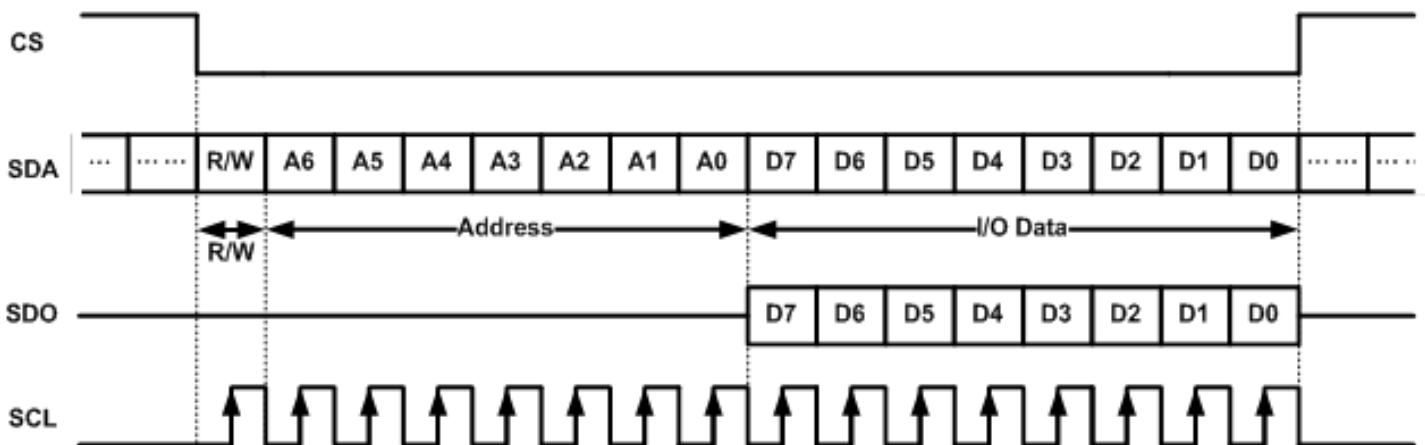 CS
SDA ... ... ... R/W A6 A5 A4 A3 A2 A1 A0 D7 D6 D5 D4 D3 D2 D1 D0 ... ... ... ..
R/W Address I/O Data
SDO D7 D6 D5 D4 D3 D2 D1 D0
SCL